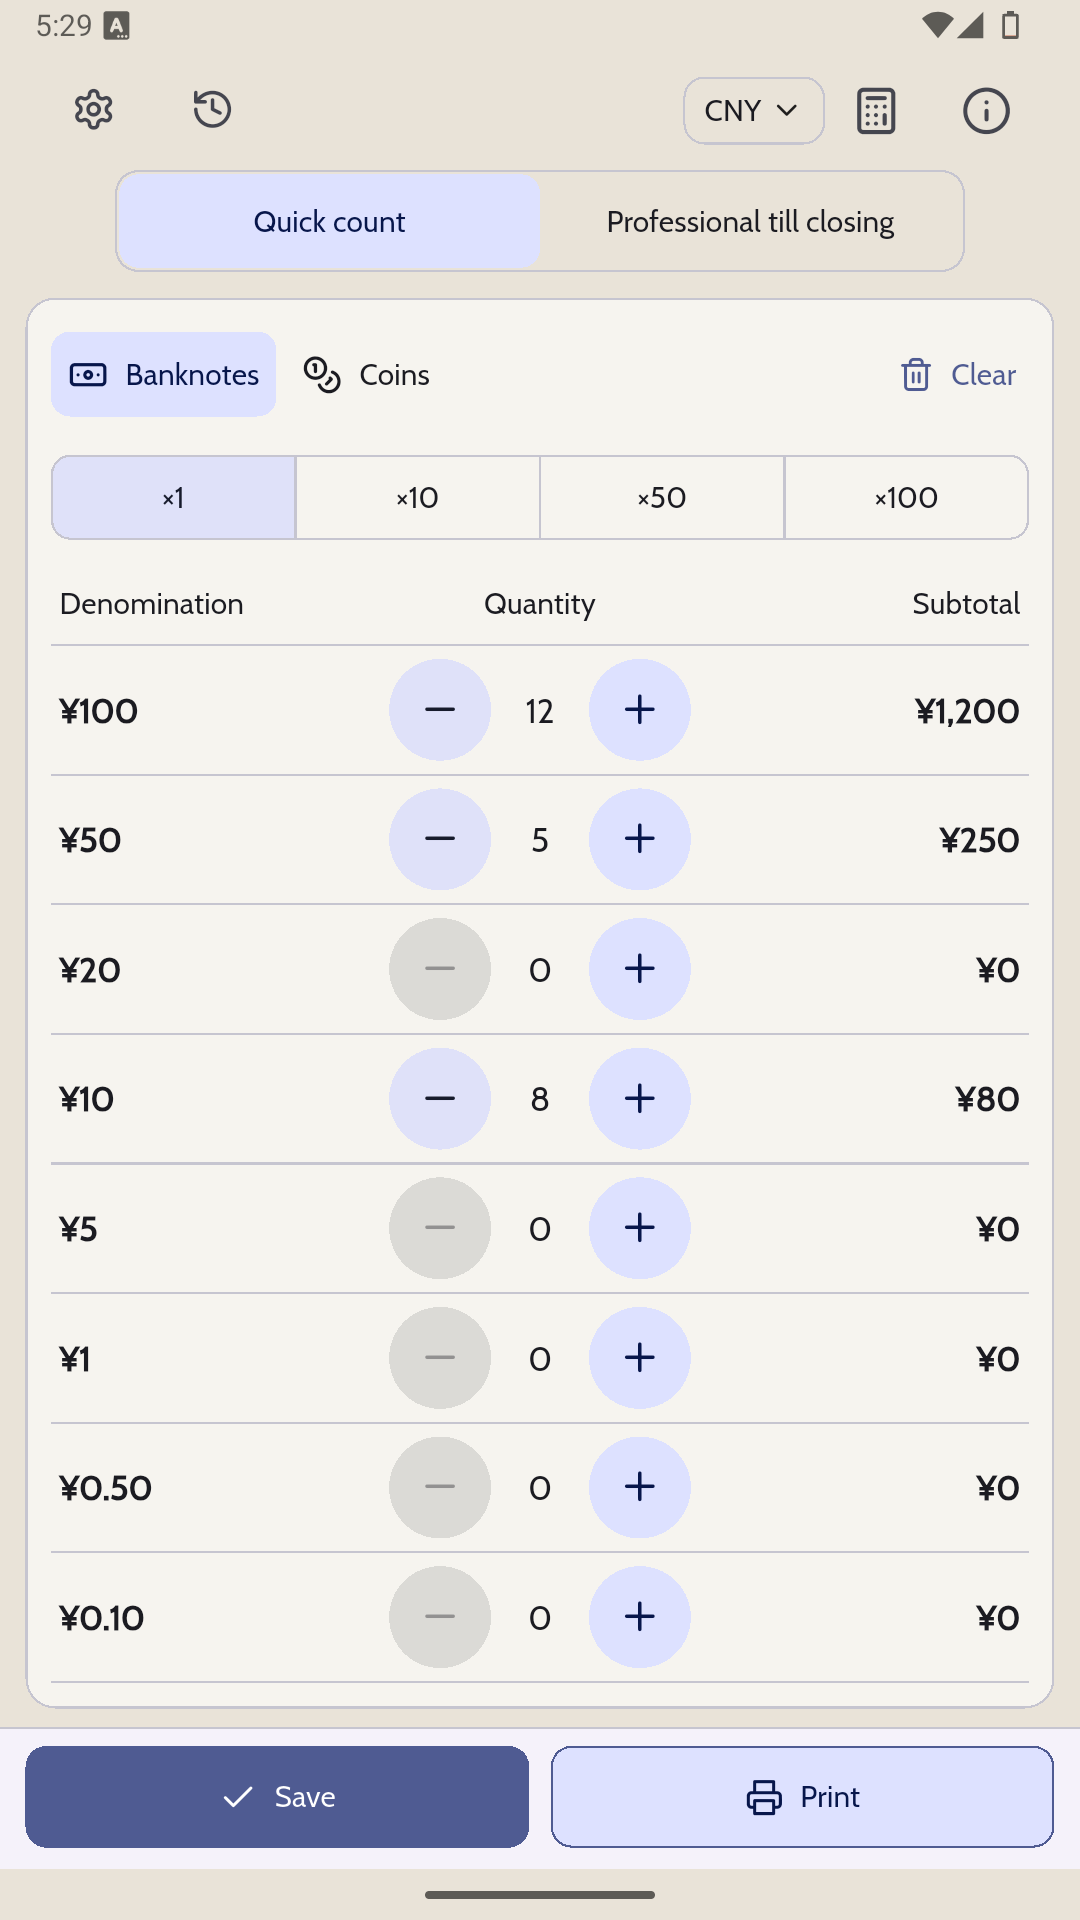 5:29
CNY
Quick count
Professional till closing
Banknotes
Coins
Clear
×1
×10
×50
×100
Denomination
Quantity
Subtotal
¥100
12
¥1,200
¥50
5
¥250
¥20
0
¥0
¥10
8
¥80
¥5
0
¥0
¥1
0
¥0
¥0.50
0
¥0
¥0.10
0
¥0
Save
Print